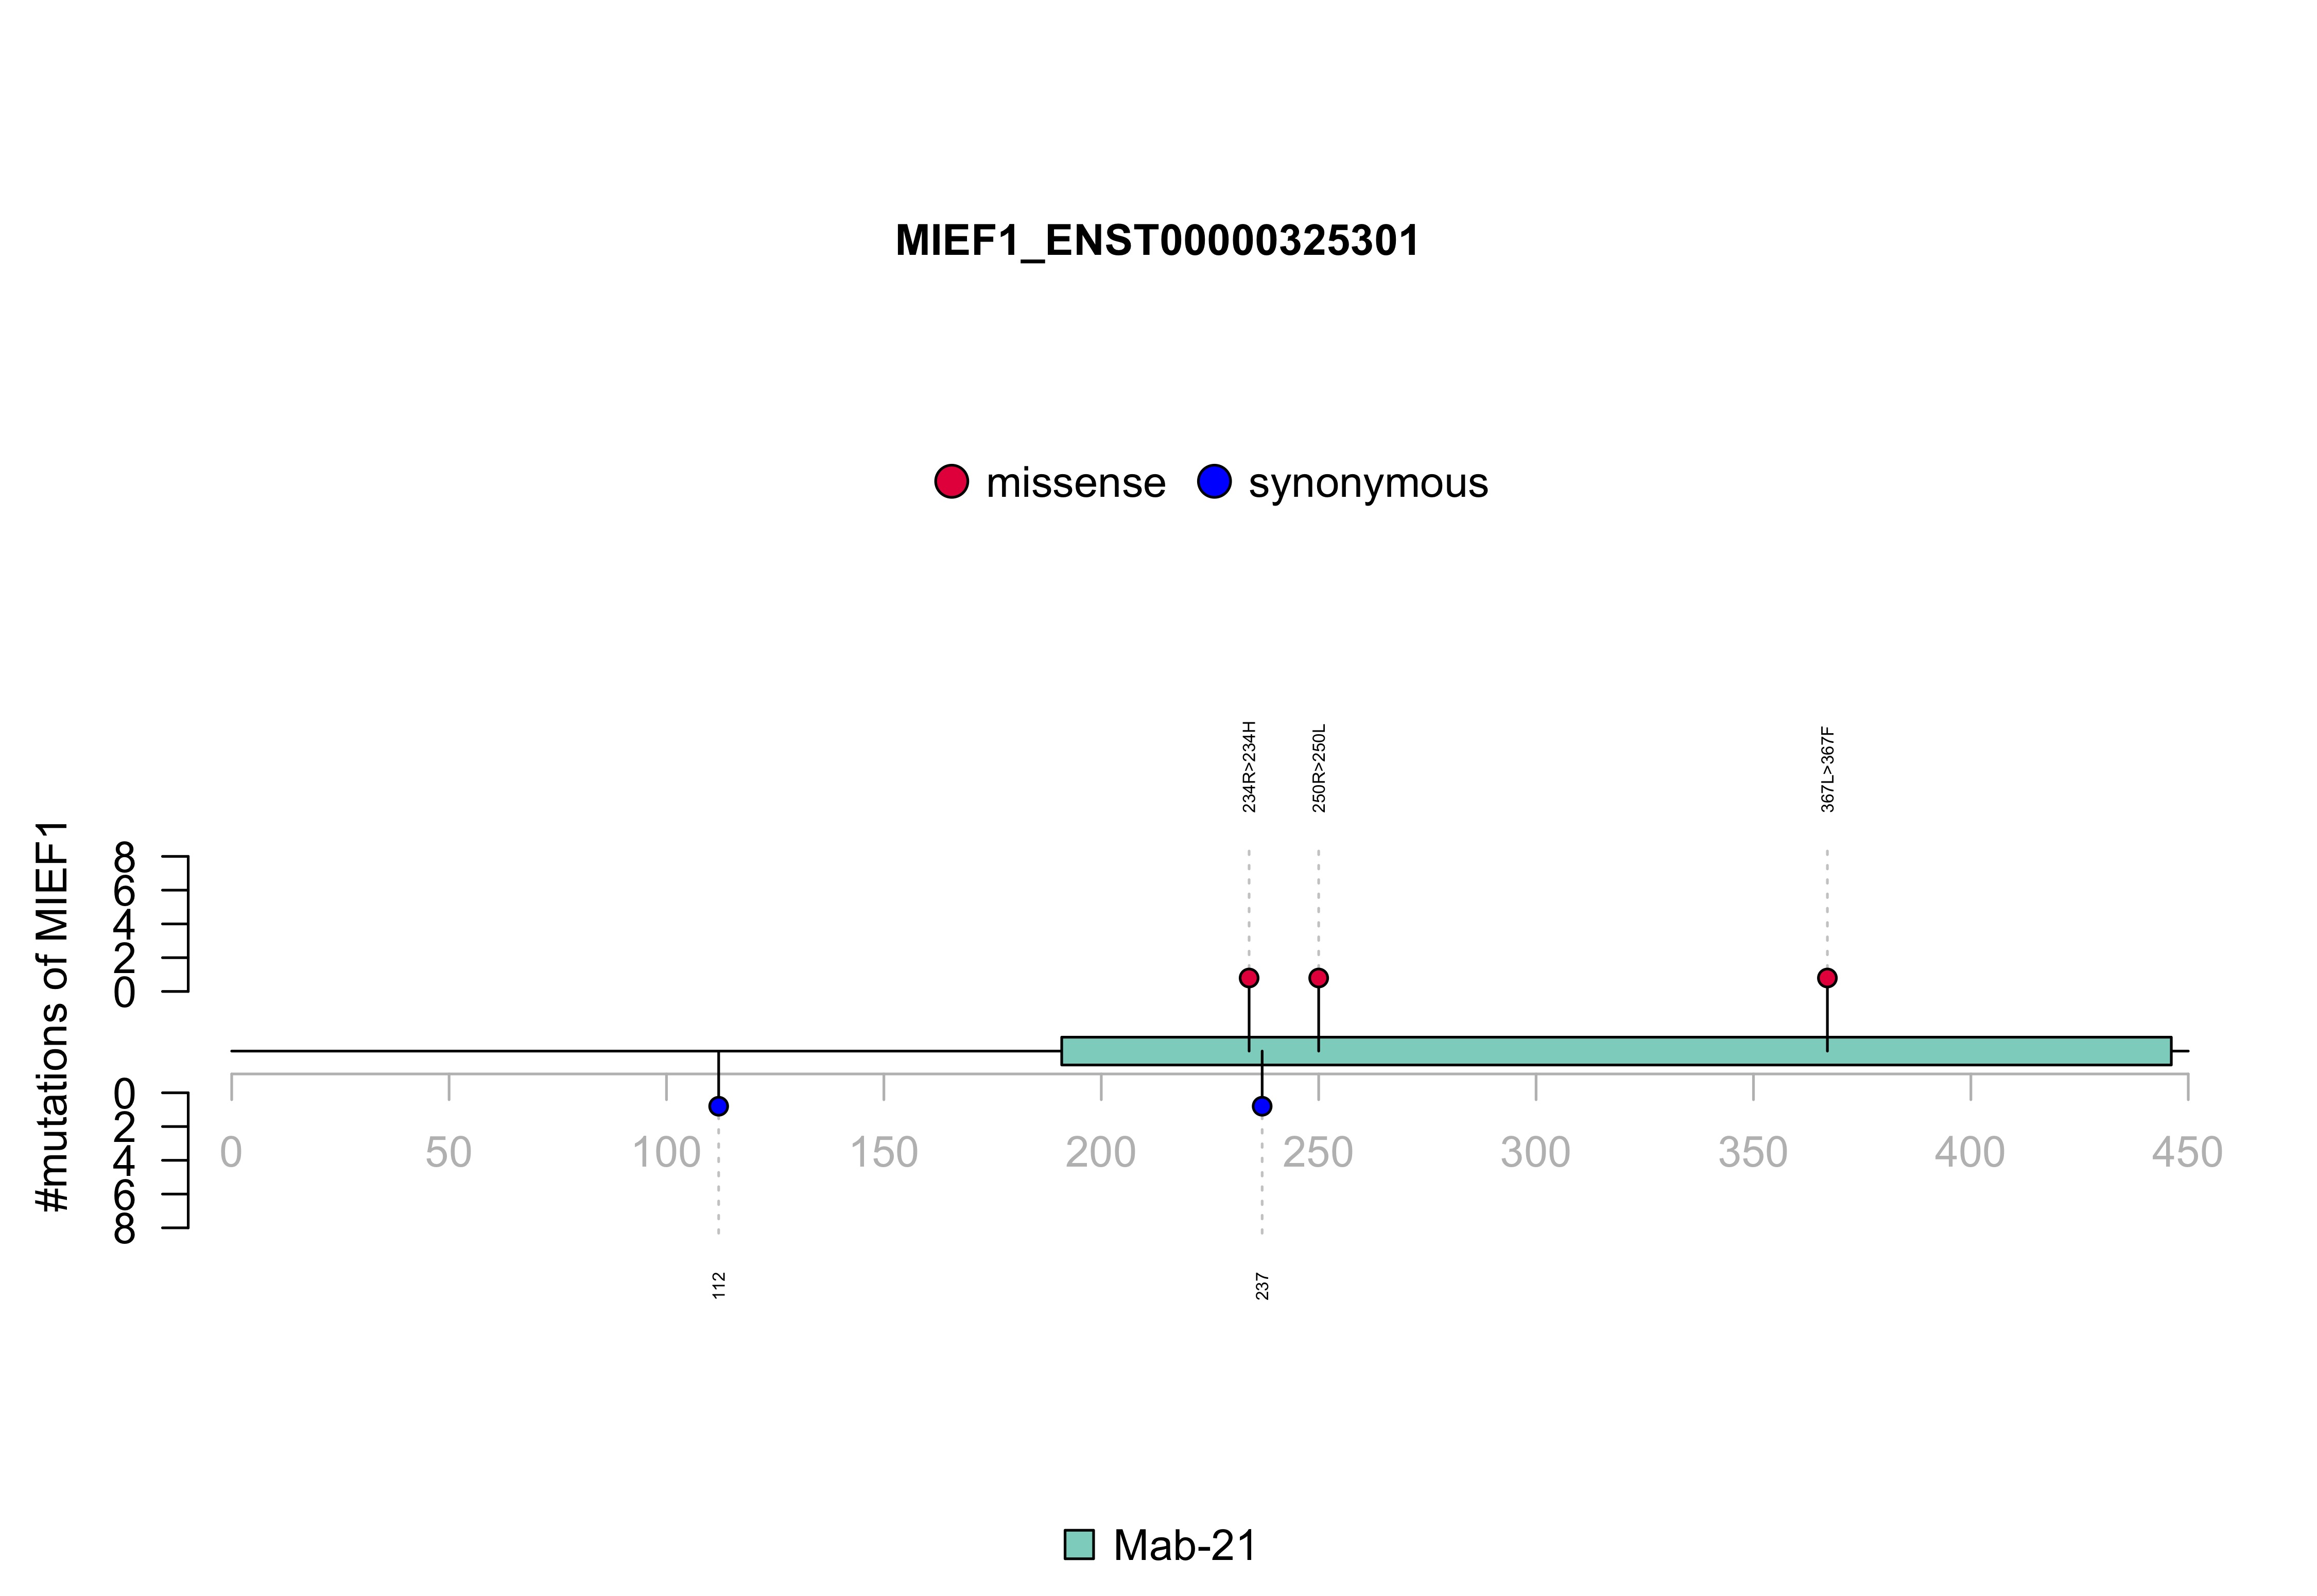 MIEF1_ENST00000325301
missense synonymous
234R>234H
250R>250L
367L>367F
#mutations of MIEF1
8
6
4
2
0
0
2
4
6
8
0 50 100 150 200 250 300 350 400 450
112
237
Mab-21